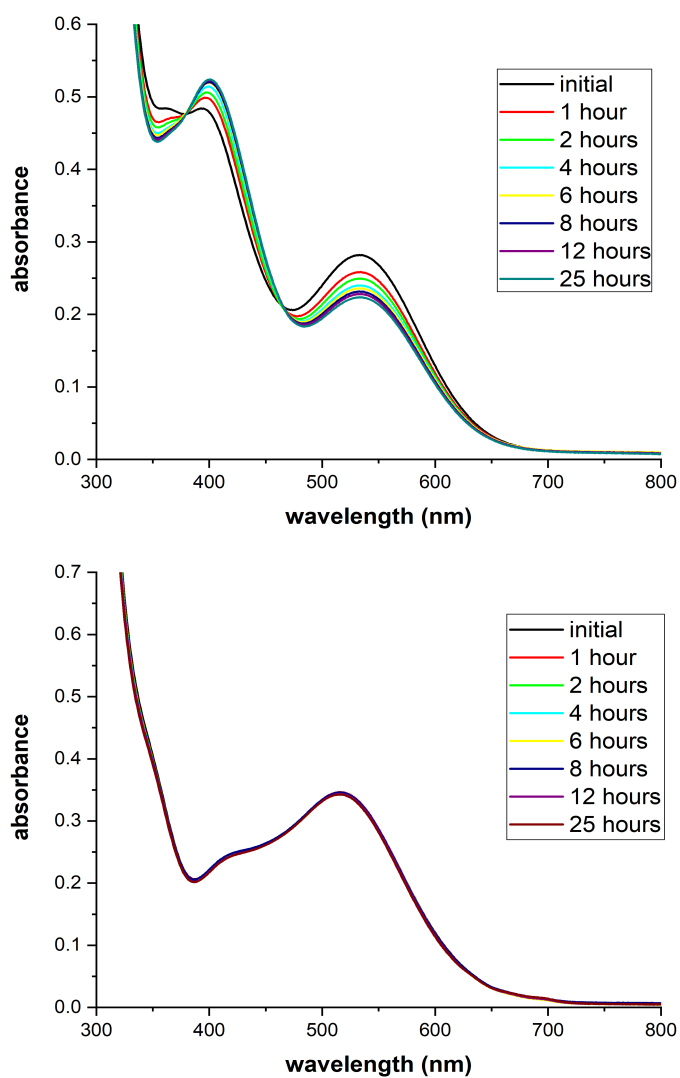 0.6
0.5
0.4
0.3
0.2
0.1
0.0
absorbance
300 400 500 600 700 800
wavelength (nm)
initial
1 hour
2 hours
4 hours
6 hours
8 hours
12 hours
25 hours
0.7
0.6
0.5
0.4
0.3
0.2
0.1
0.0
absorbance
300 400 500 600 700 800
wavelength (nm)
initial
1 hour
2 hours
4 hours
6 hours
8 hours
12 hours
25 hours